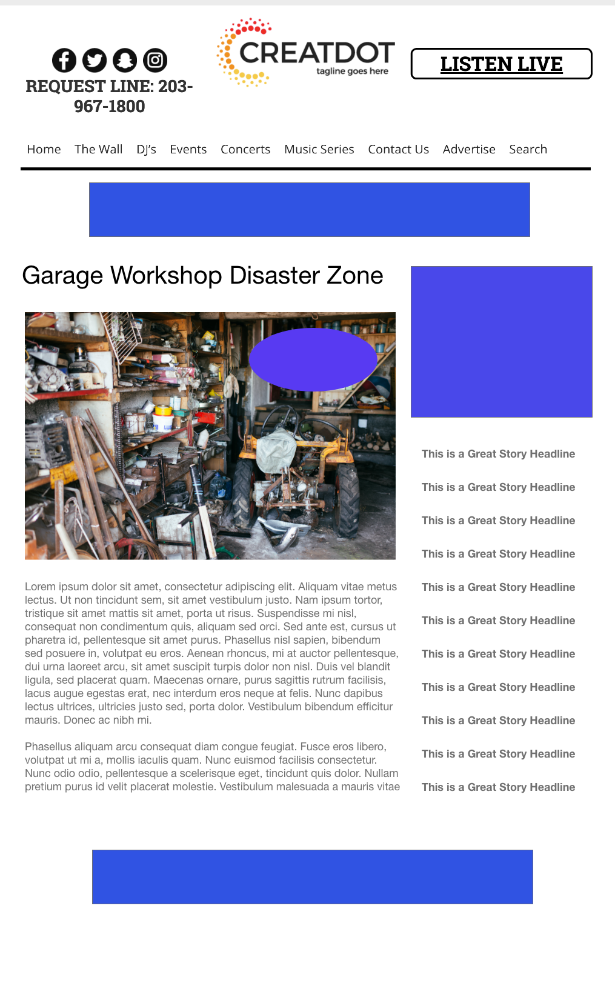 CREATDOT
tagline goes here
REQUEST LINE: 203-
967-1800
LISTEN LIVE
Home The Wall DJ’s Events Concerts Music Series Contact Us Advertise Search
Garage Workshop Disaster Zone
Lorem ipsum dolor sit amet, consectetur adipiscing elit. Aliquam vitae metus
lectus. Ut non tincidunt sem, sit amet vestibulum justo. Nam ipsum tortor,
tristique sit amet mattis sit amet, porta ut risus. Suspendisse mi nisl,
consequat non condimentum quis, aliquam sed orci. Sed ante est, cursus ut
pharetra id, pellentesque sit amet purus. Phasellus nisl sapien, bibendum
sed posuere in, volutpat eu eros. Aenean rhoncus, mi at auctor pellentesque,
dui urna laoreet arcu, sit amet suscipit turpis dolor non nisl. Duis vel blandit
ligula, sed placerat quam. Maecenas ornare, purus sagittis rutrum facilisis,
lacus augue egestas erat, nec interdum eros neque at felis. Nunc dapibus
lectus ultrices, ultricies justo sed, porta dolor. Vestibulum bibendum efficitur
mauris. Donec ac nibh mi.
Phasellus aliquam arcu consequat diam congue feugiat. Fusce eros libero,
volutpat ut mi a, mollis iaculis quam. Nunc euismod facilisis consectetur.
Nunc odio odio, pellentesque a scelerisque eget, tincidunt quis dolor. Nullam
pretium purus id velit placerat molestie. Vestibulum malesuada a mauris vitae
This is a Great Story Headline
This is a Great Story Headline
This is a Great Story Headline
This is a Great Story Headline
This is a Great Story Headline
This is a Great Story Headline
This is a Great Story Headline
This is a Great Story Headline
This is a Great Story Headline
This is a Great Story Headline
This is a Great Story Headline